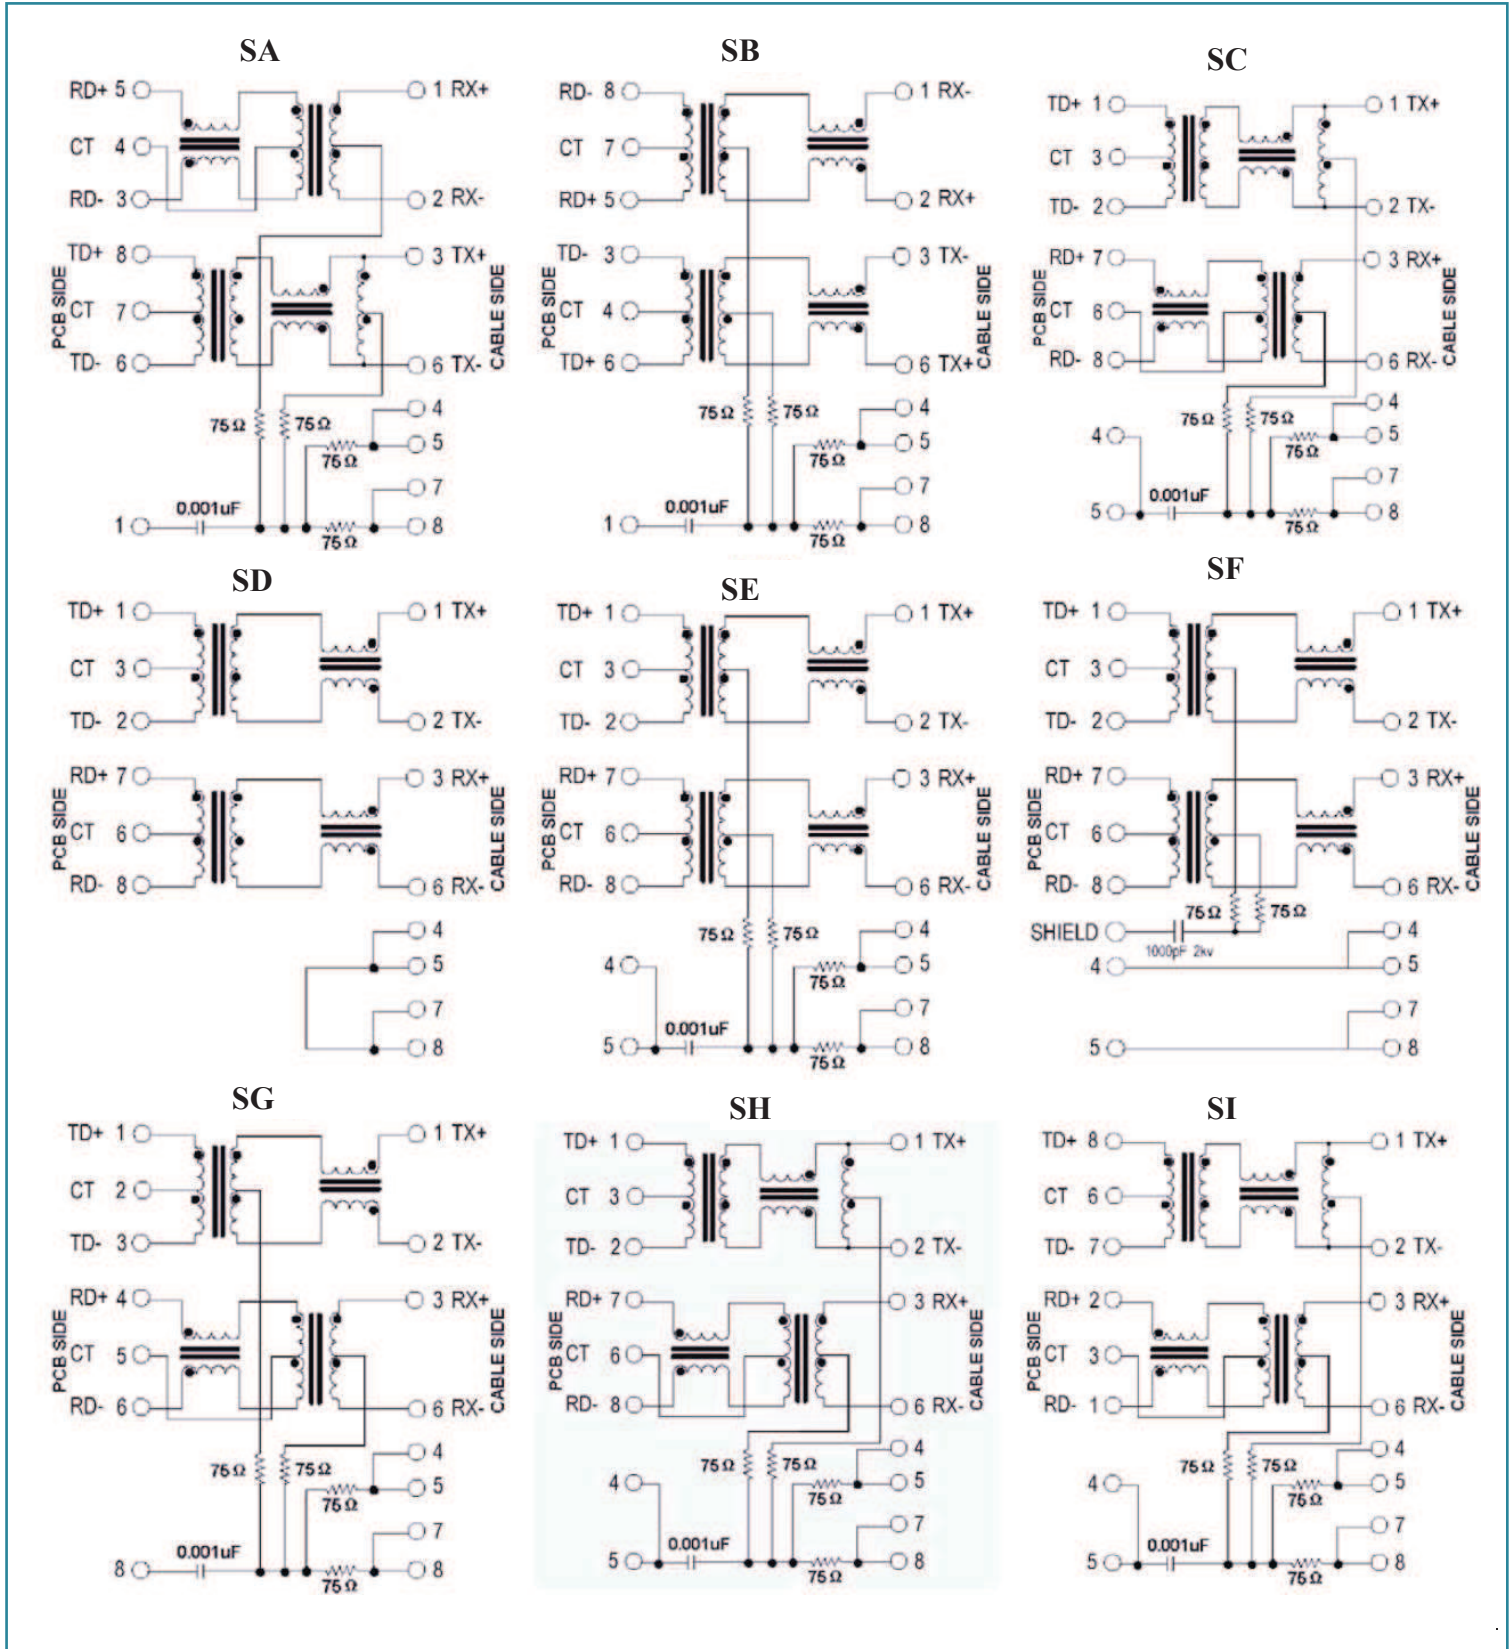 SA
RD+ 5
1 RX+
CT 4
RD- 3
2 RX-
TD+ 8
3 TX+
PCB SIDE
CT 7
CABLE SIDE
TD- 6
6 TX-
75Ω
75Ω
4
5
75Ω
7
0.001uF
1
8
75Ω
SB
RD- 8
1 RX-
CT 7
RD+ 5
2 RX+
TD- 3
3 TX-
PCB SIDE
CT 4
CABLE SIDE
TD+ 6
6 TX+
75Ω
75Ω
4
5
75Ω
7
0.001uF
1
8
75Ω
SC
TD+ 1
1 TX+
CT 3
TD- 2
2 TX-
RD+ 7
3 RX+
PCB SIDE
CT 6
CABLE SIDE
RD- 8
6 RX-
75Ω
75Ω
4
4
5
75Ω
7
0.001uF
5
8
75Ω
SD
TD+ 1
1 TX+
CT 3
TD- 2
2 TX-
RD+ 7
3 RX+
PCB SIDE
CT 6
CABLE SIDE
RD- 8
6 RX-
4
5
7
8
SE
TD+ 1
1 TX+
CT 3
TD- 2
2 TX-
RD+ 7
3 RX+
PCB SIDE
CT 6
CABLE SIDE
RD- 8
6 RX-
75Ω
75Ω
4
4
5
75Ω
7
0.001uF
5
8
75Ω
SF
TD+ 1
1 TX+
CT 3
TD- 2
2 TX-
RD+ 7
3 RX+
PCB SIDE
CT 6
CABLE SIDE
RD- 8
6 RX-
75Ω
75Ω
SHIELD
4
1000pF 2kv
4
5
7
5
8
SG
TD+ 1
1 TX+
CT 2
TD- 3
2 TX-
RD+ 4
3 RX+
PCB SIDE
CT 5
CABLE SIDE
RD- 6
6 RX-
75Ω
75Ω
4
5
75Ω
7
0.001uF
8
8
75Ω
SH
TD+ 1
1 TX+
CT 3
TD- 2
2 TX-
RD+ 7
3 RX+
PCB SIDE
CT 6
CABLE SIDE
RD- 8
6 RX-
75Ω
75Ω
4
4
5
75Ω
7
0.001uF
5
8
75Ω
SI
TD+ 8
1 TX+
CT 6
TD- 7
2 TX-
RD+ 2
3 RX+
PCB SIDE
CT 3
CABLE SIDE
RD- 1
6 RX-
75Ω
75Ω
4
4
5
75Ω
7
0.001uF
5
8
75Ω